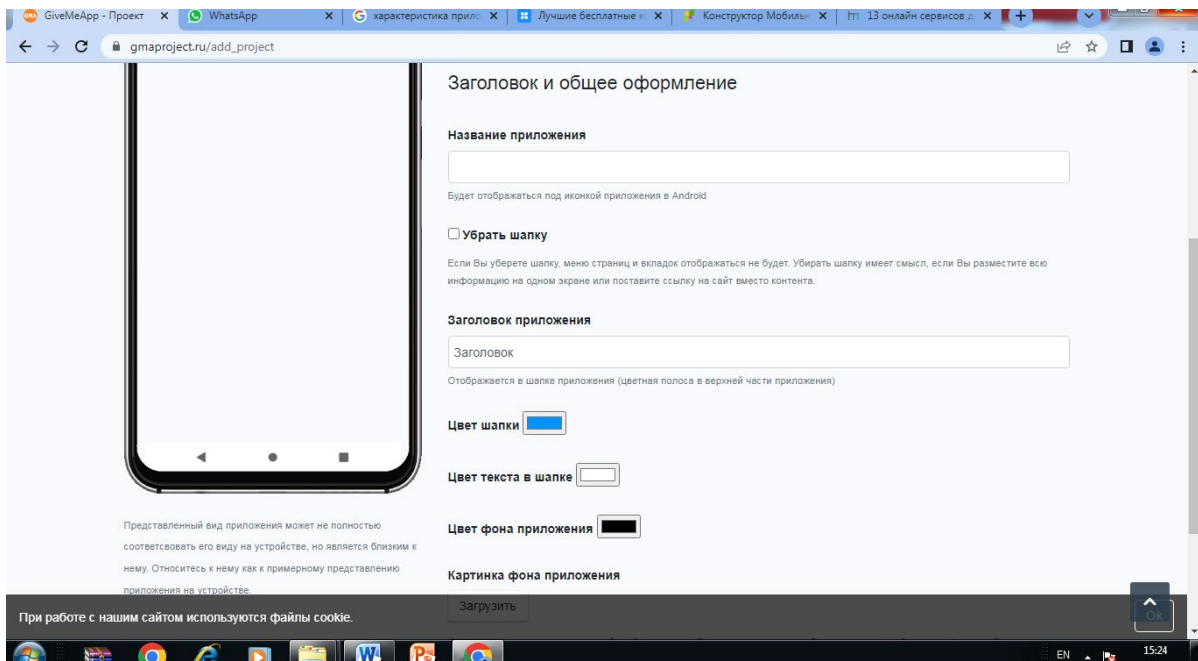 GiveMeApp - Проект
WhatsApp
характеристика прило
Лучшие бесплатные к
Конструктор Мобиль
13 онлайн сервисов д
gmaproject.ru/add_project
Заголовок и общее оформление
Название приложения
Будет отображаться под иконкой приложения в Android
Убрать шапку
Если Вы уберете шапку, меню страниц и вкладок отображаться не будет. Убирать шапку имеет смысл, если Вы разместите всю
информацию на одном экране или поставите ссылку на сайт вместо контента.
Заголовок приложения
Заголовок
Отображается в шапке приложения (цветная полоса в верхней части приложения)
Цвет шапки
Цвет текста в шапке
Цвет фона приложения
Картинка фона приложения
Загрузить
Представленный вид приложения может не полностью
соответсвовать его виду на устройстве, но является близким к
нему. Относитесь к нему как к примерному представлению
приложения на устройстве.
При работе с нашим сайтом используются файлы cookie.
Ok
EN
15:24